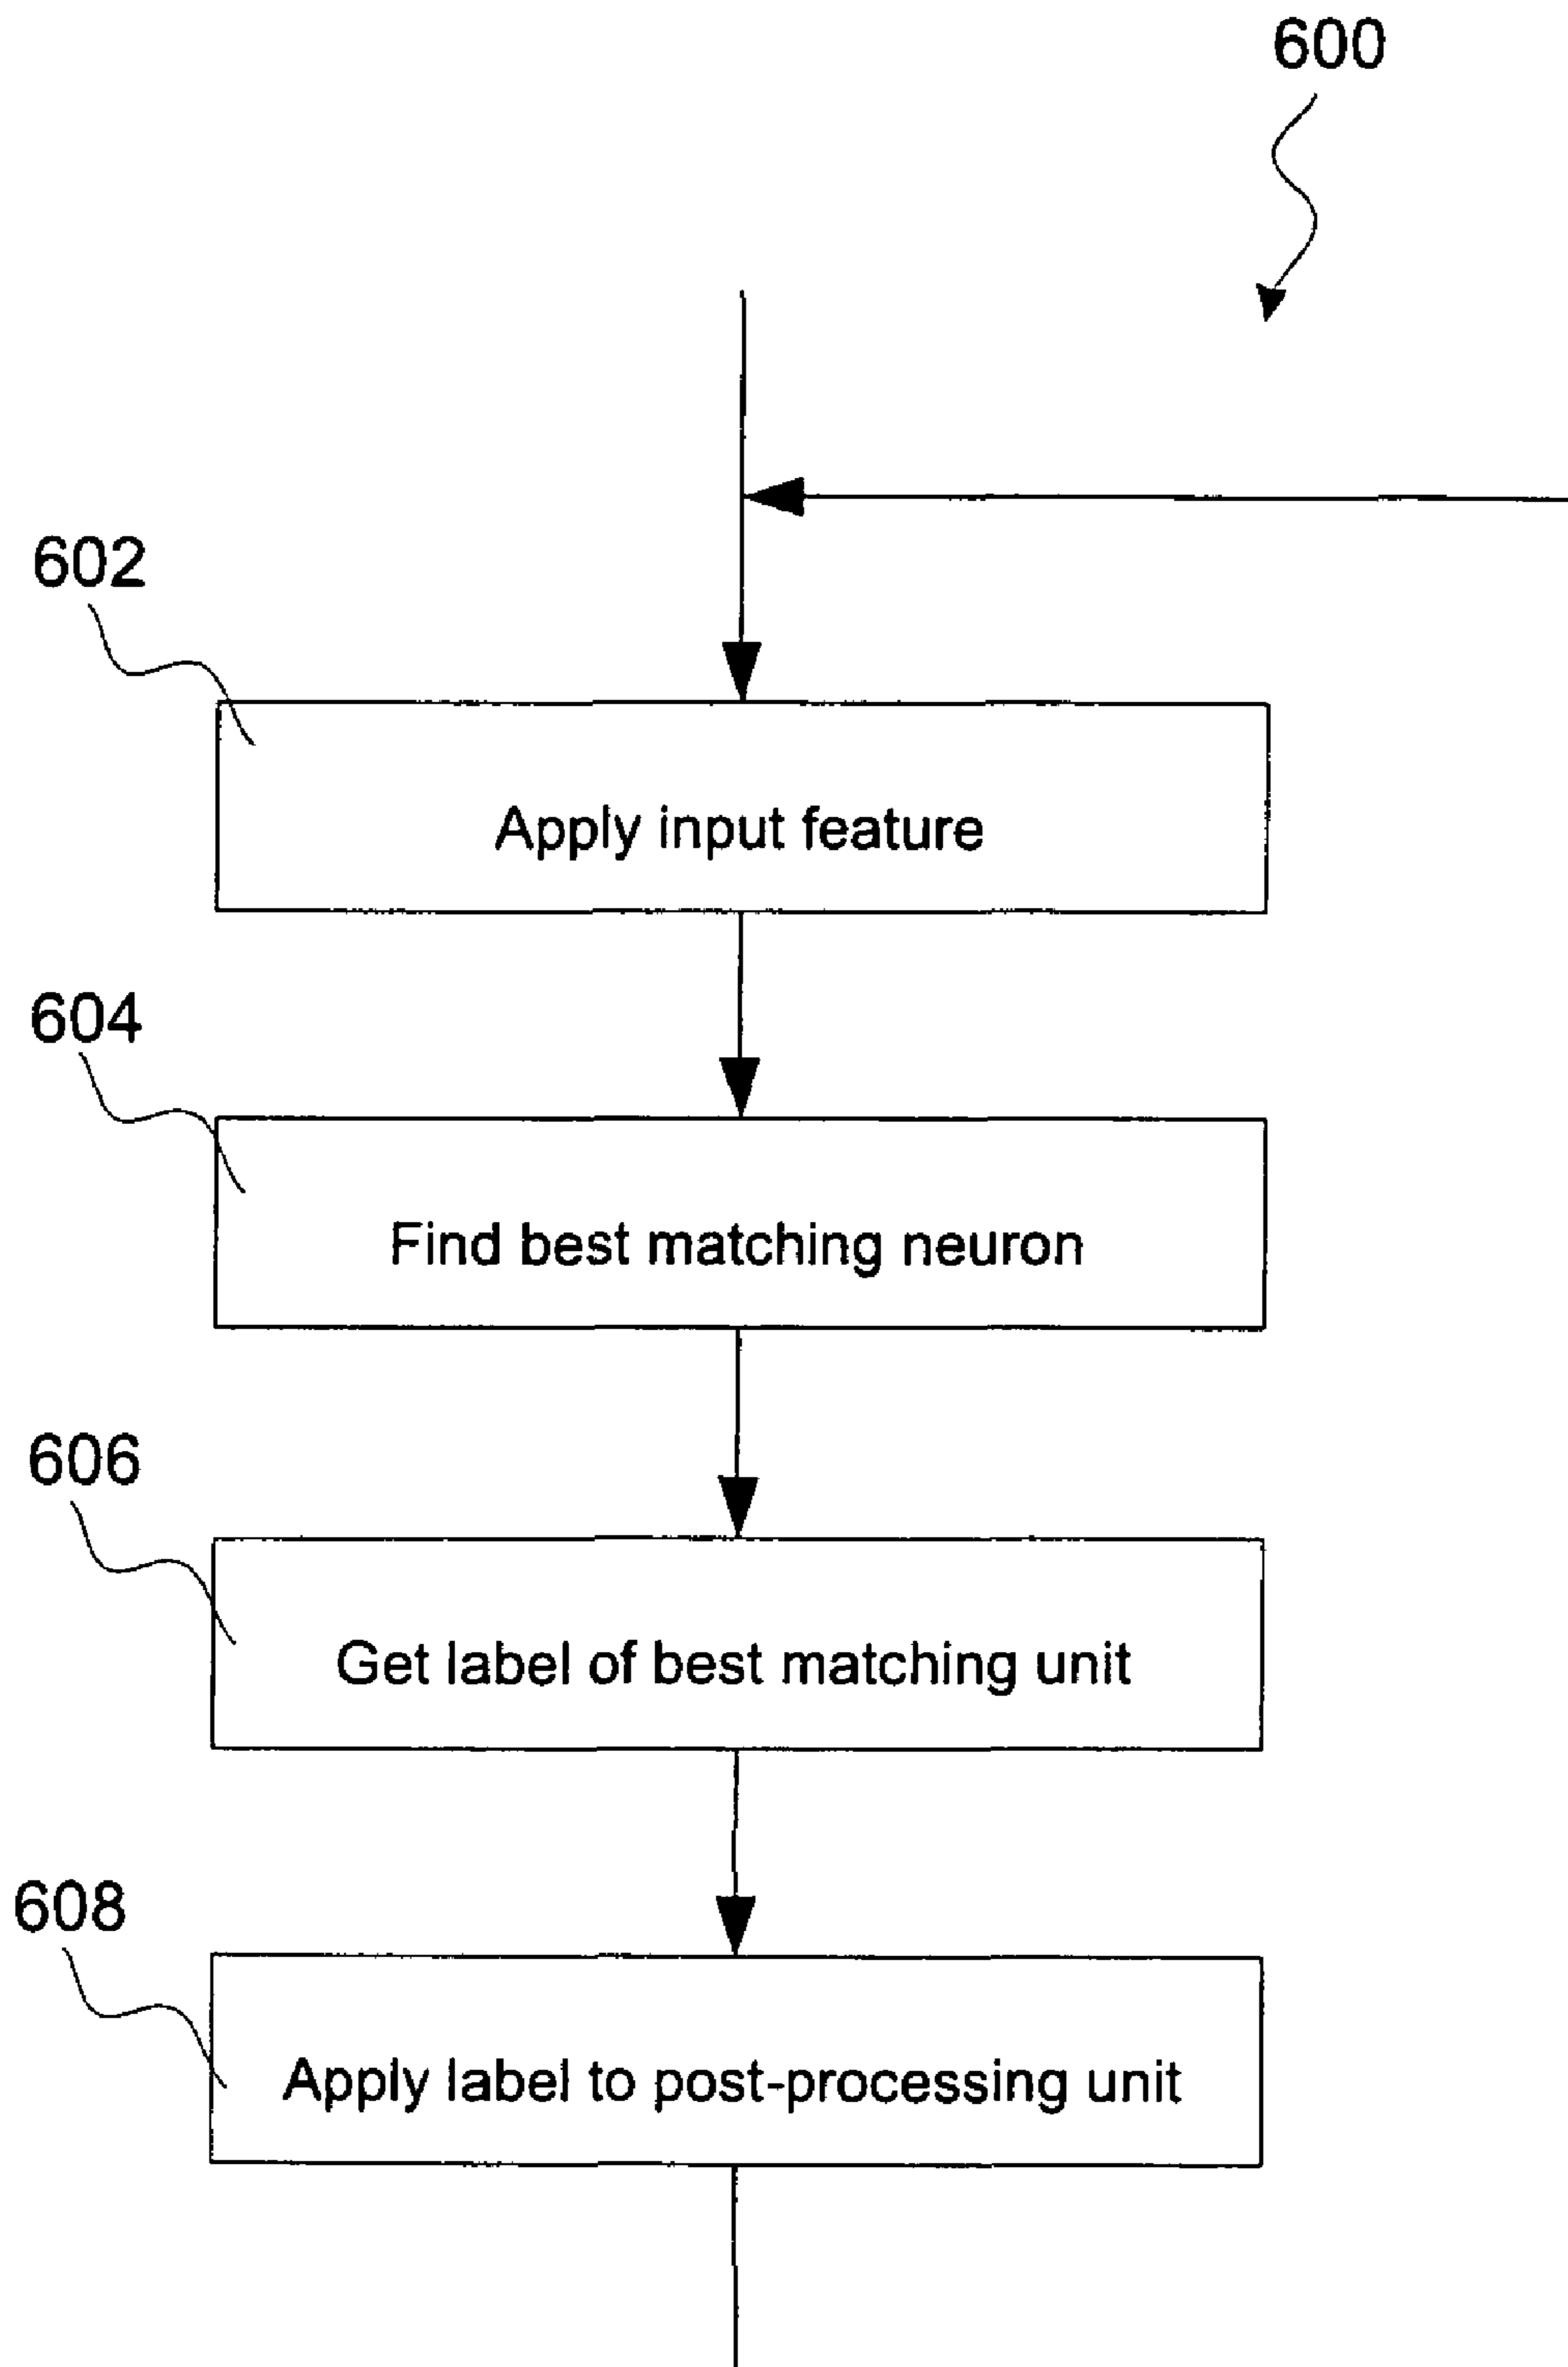 600
602
Apply input feature
604
Find best matching neuron
606
Get label of best matching unit
608
Apply label to post-processing unit